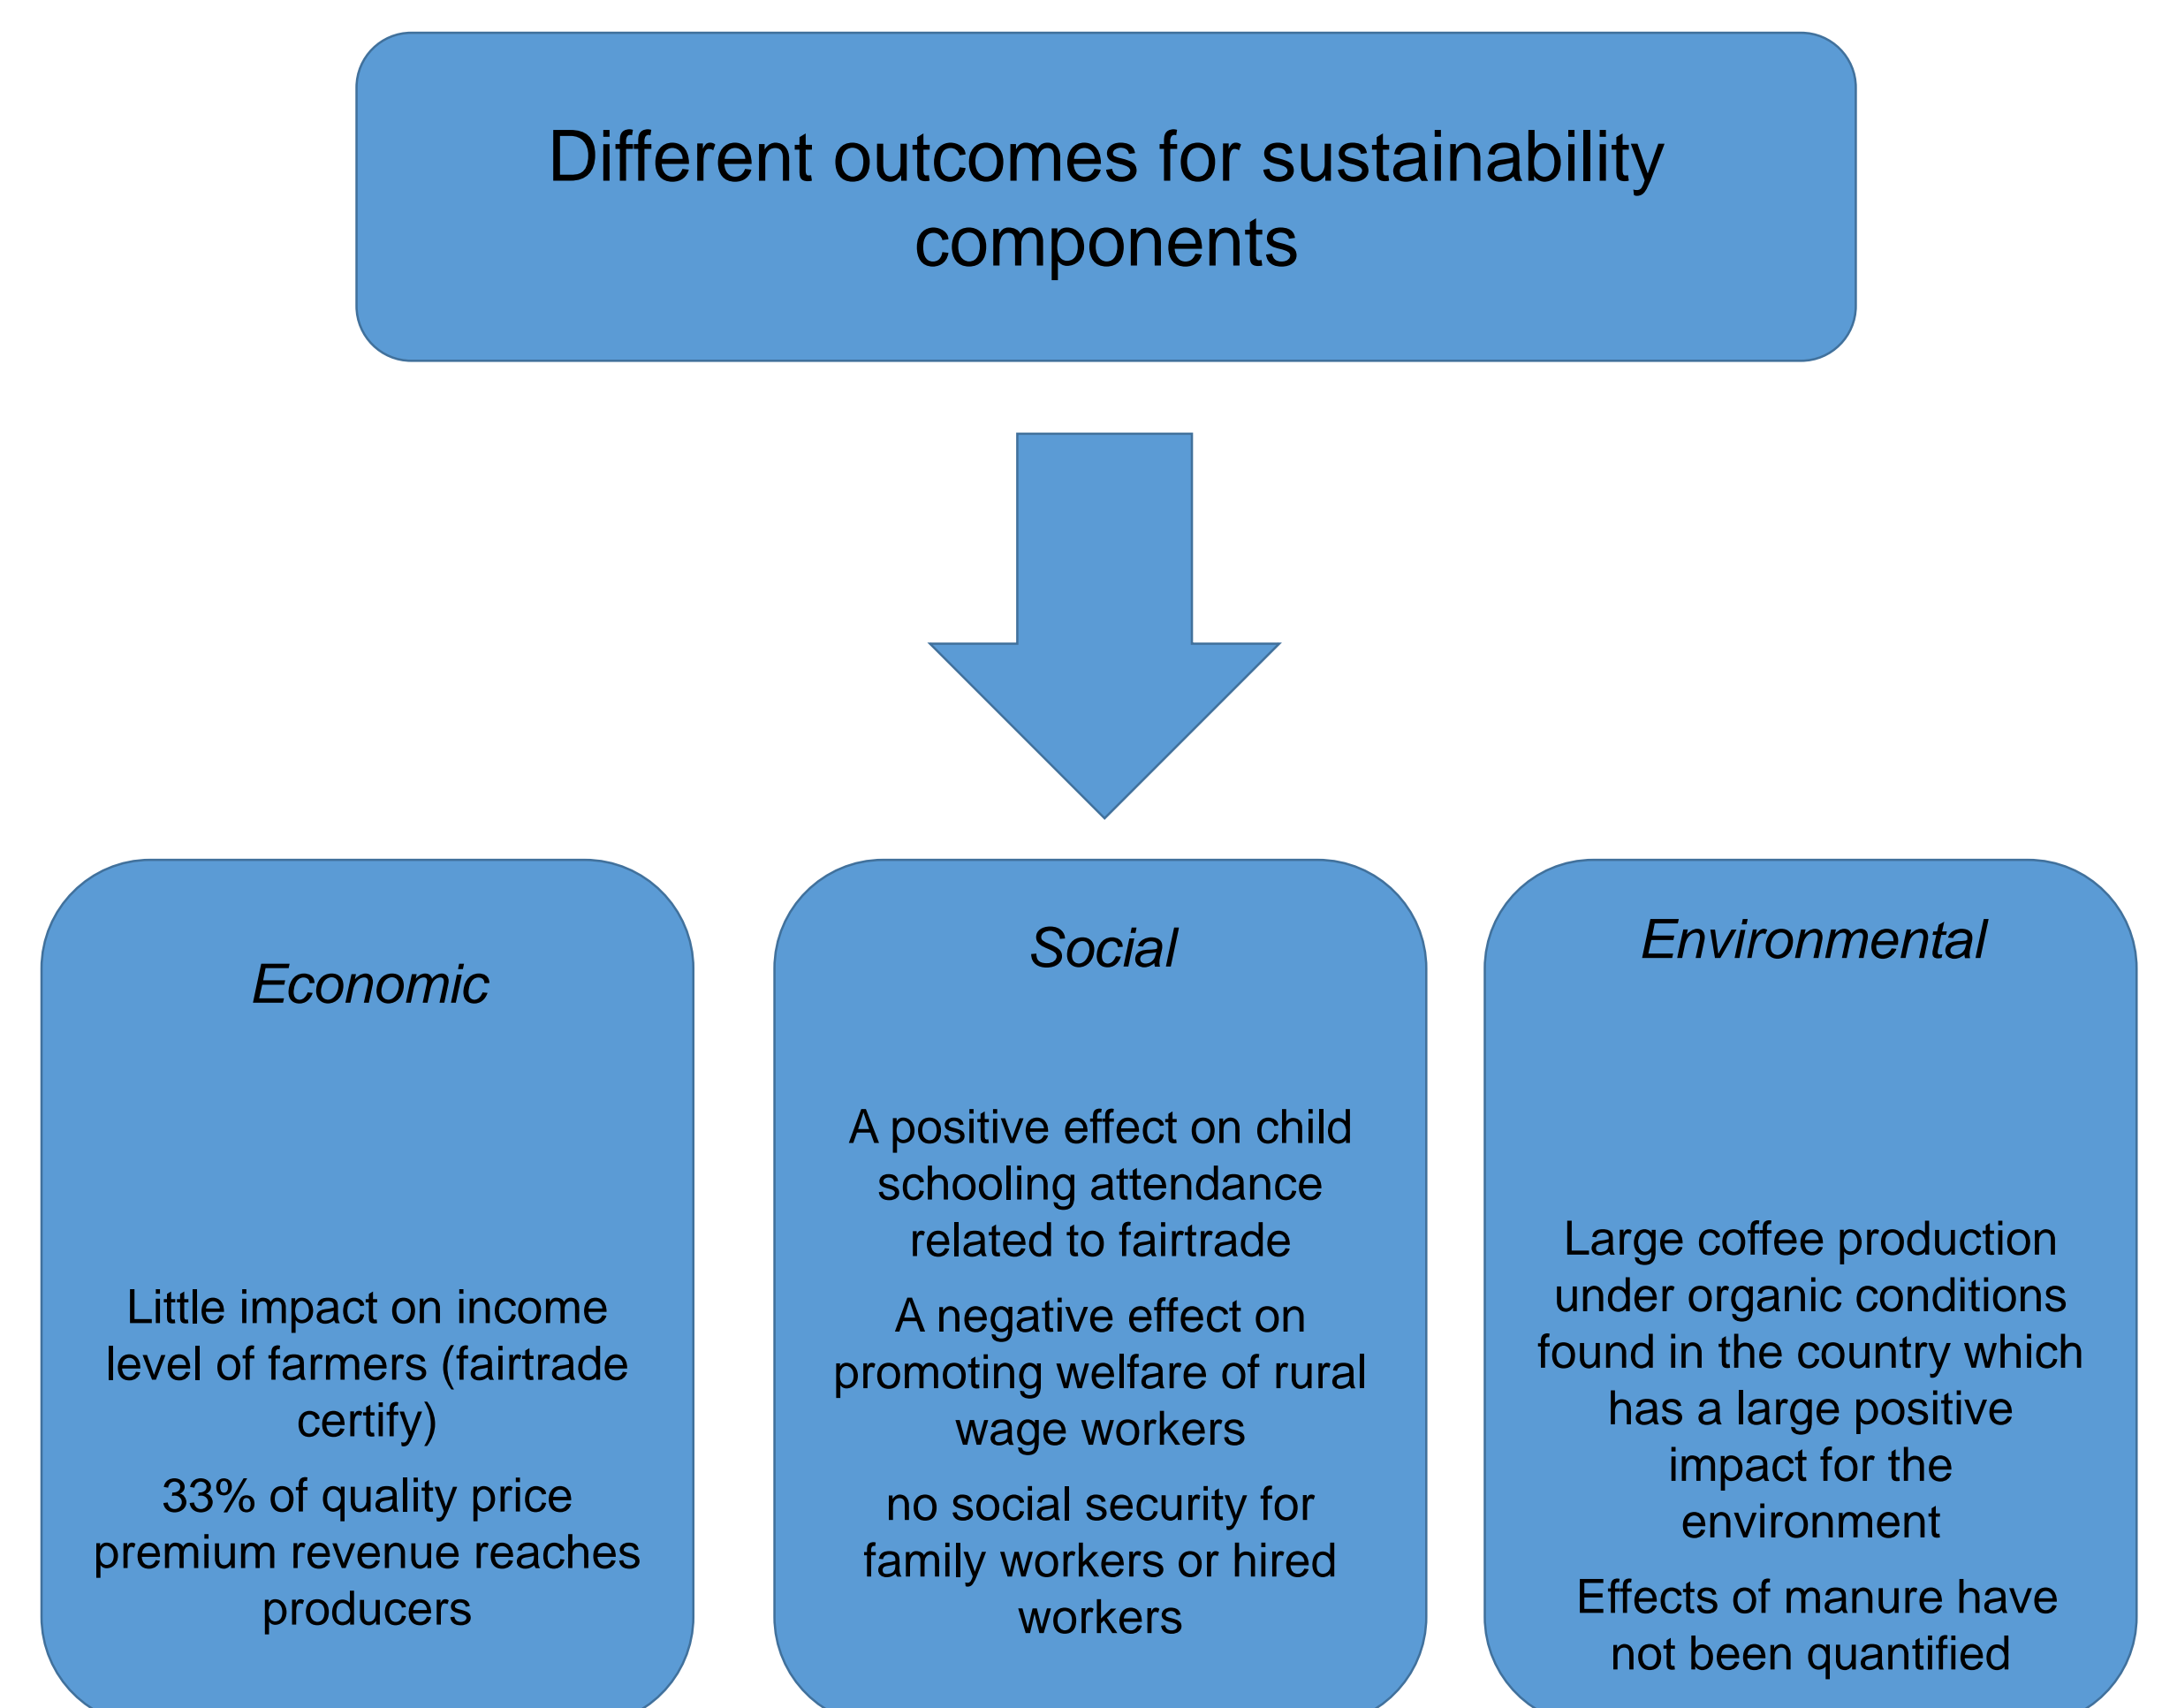 Different outcomes for sustainability
components
Economic
Little impact on income
level of farmers (fairtrade
certify)
33% of quality price
premium revenue reaches
producers
Social
A positive effect on child
schooling attendance
related to fairtrade
A negative effect on
promoting welfare of rural
wage workers
no social security for
family workers or hired
workers
Environmental
Large coffee production
under organic conditions
found in the country which
has a large positive
impact for the
environment
Effects of manure have
not been quantified